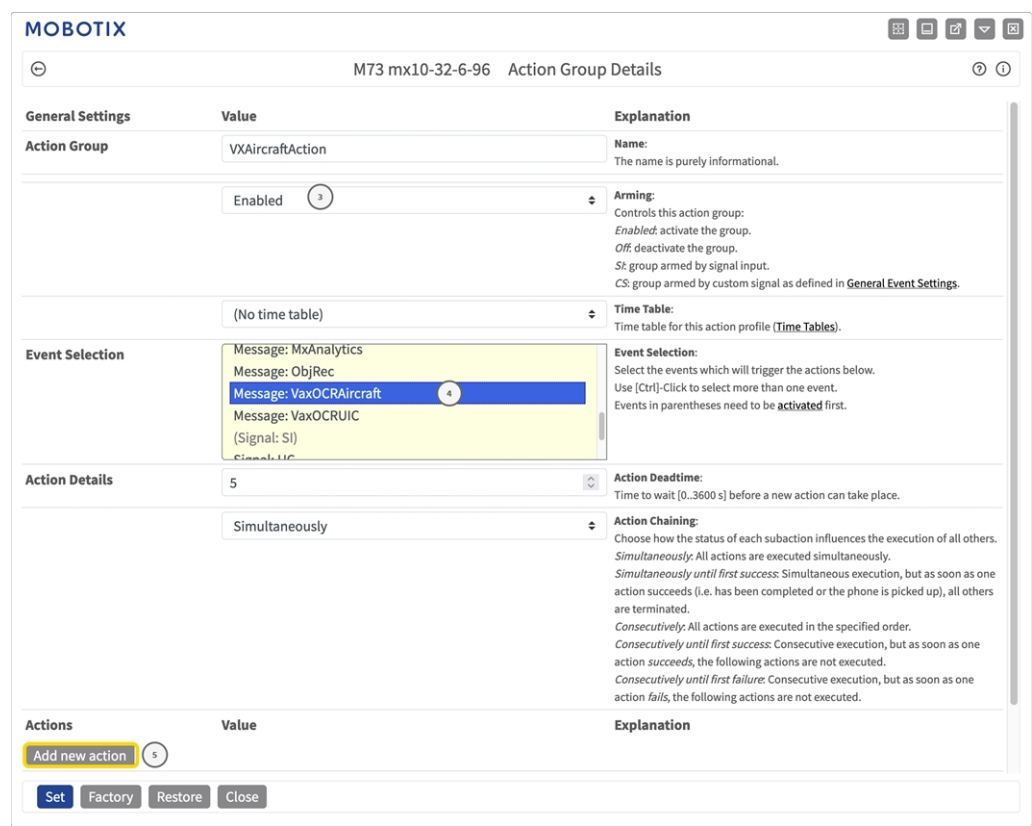 MOBOTIX
M73 mx10-32-6-96 Action Group Details
General Settings Value Explanation
Action Group VXAircraftAction Name:
The name is purely informational.
Enabled 3 Arming:
Controls this action group:
Enabled: activate the group.
Off: deactivate the group.
SI: group armed by signal input.
CS: group armed by custom signal as defined in General Event Settings.
(No time table) Time Table:
Time table for this action profile (Time Tables).
Event Selection Message: MxAnalytics Event Selection:
Message: ObjRec Select the events which will trigger the actions below.
Message: VaxOCRAircraft 4 Use [Ctrl]-Click to select more than one event.
Message: VaxOCRUIC Events in parentheses need to be activated first.
(Signal: SI)
Signal: UC
Action Details 5 Action Deadtime:
Time to wait [0..3600 s] before a new action can take place.
Simultaneously Action Chaining:
Choose how the status of each subaction influences the execution of all others.
Simultaneously: All actions are executed simultaneously.
Simultaneously until first success: Simultaneous execution, but as soon as one
action succeeds (i.e. has been completed or the phone is picked up), all others
are terminated.
Consecutively: All actions are executed in the specified order.
Consecutively until first success: Consecutive execution, but as soon as one
action succeeds, the following actions are not executed.
Consecutively until first failure: Consecutive execution, but as soon as one
action fails, the following actions are not executed.
Actions Value Explanation
Add new action 5
Set Factory Restore Close